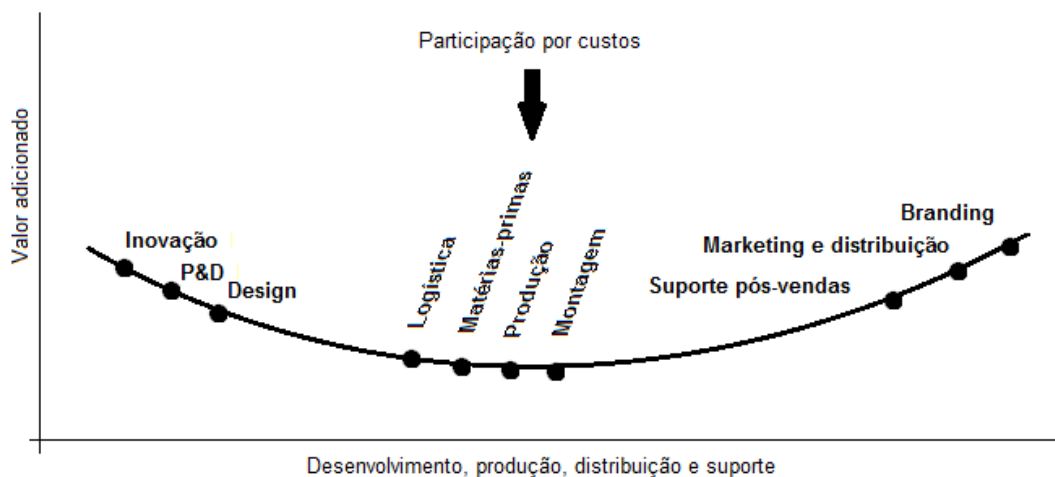 Participação por custos
Valor adicionado
Inovação
P&D
Design
Logística
Matérias-primas
Produção
Montagem
Suporte pós-vendas
Marketing e distribuição
Branding
Desenvolvimento, produção, distribuição e suporte